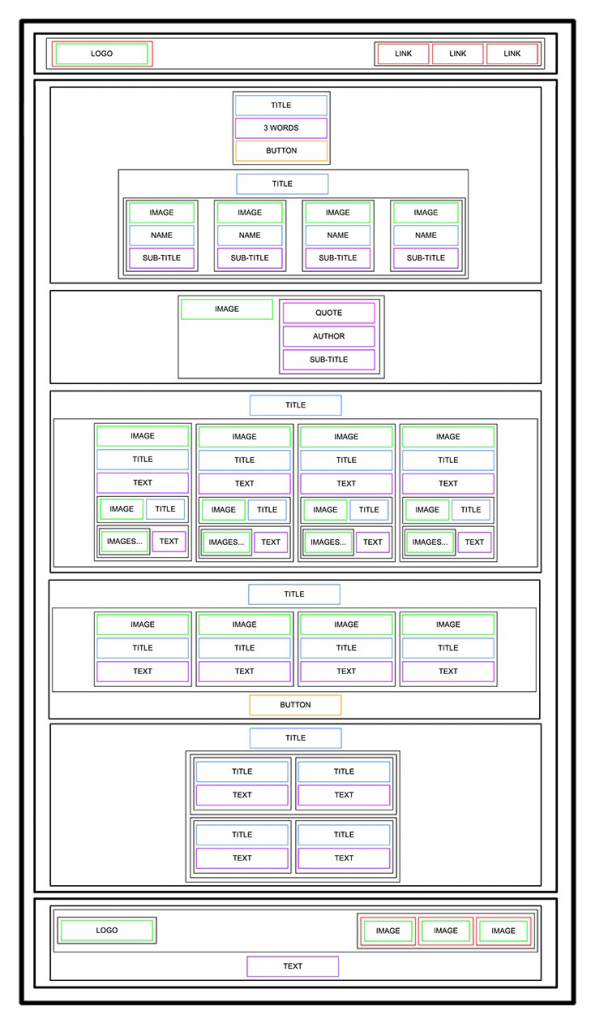 LOGO LINK LINK LINK
TITLE
3 WORDS
BUTTON
TITLE
IMAGE IMAGE IMAGE IMAGE
NAME NAME NAME NAME
SUB-TITLE SUB-TITLE SUB-TITLE SUB-TITLE
IMAGE QUOTE
AUTHOR
SUB-TITLE
TITLE
IMAGE IMAGE IMAGE IMAGE
TITLE TITLE TITLE TITLE
TEXT TEXT TEXT TEXT
IMAGE TITLE IMAGE TITLE IMAGE TITLE IMAGE TITLE
IMAGES... TEXT IMAGES... TEXT IMAGES... TEXT IMAGES... TEXT
TITLE
IMAGE IMAGE IMAGE IMAGE
TITLE TITLE TITLE TITLE
TEXT TEXT TEXT TEXT
BUTTON
TITLE
TITLE TITLE
TEXT TEXT
TITLE TITLE
TEXT TEXT
LOGO IMAGE IMAGE IMAGE
TEXT